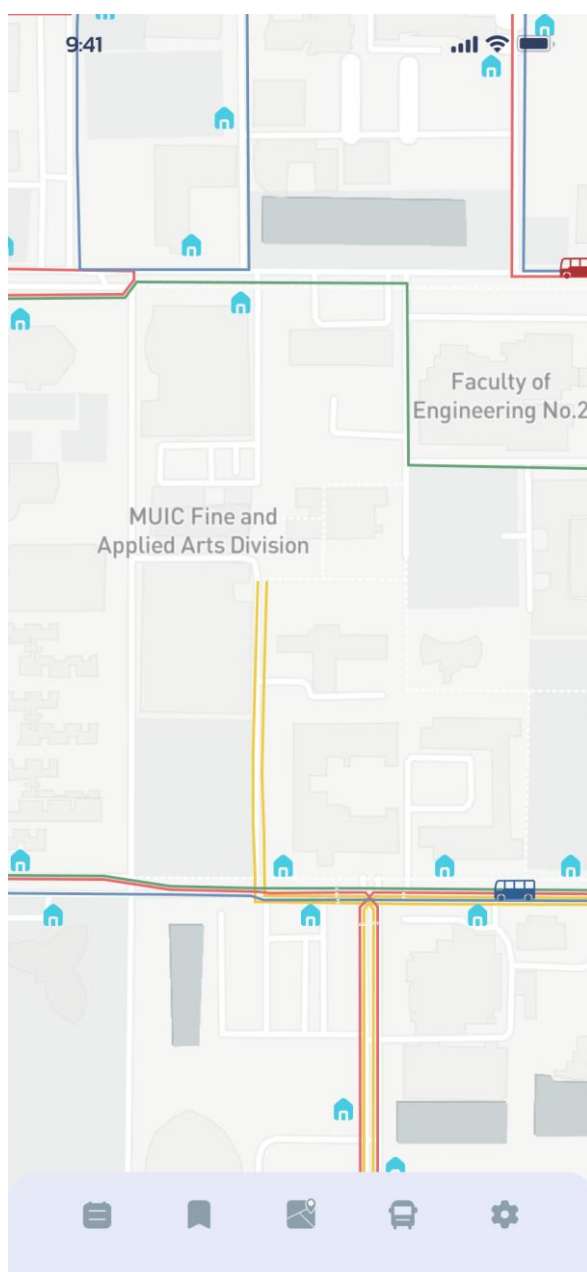 9:41
Faculty of
Engineering No.2
MUIC Fine and
Applied Arts Division